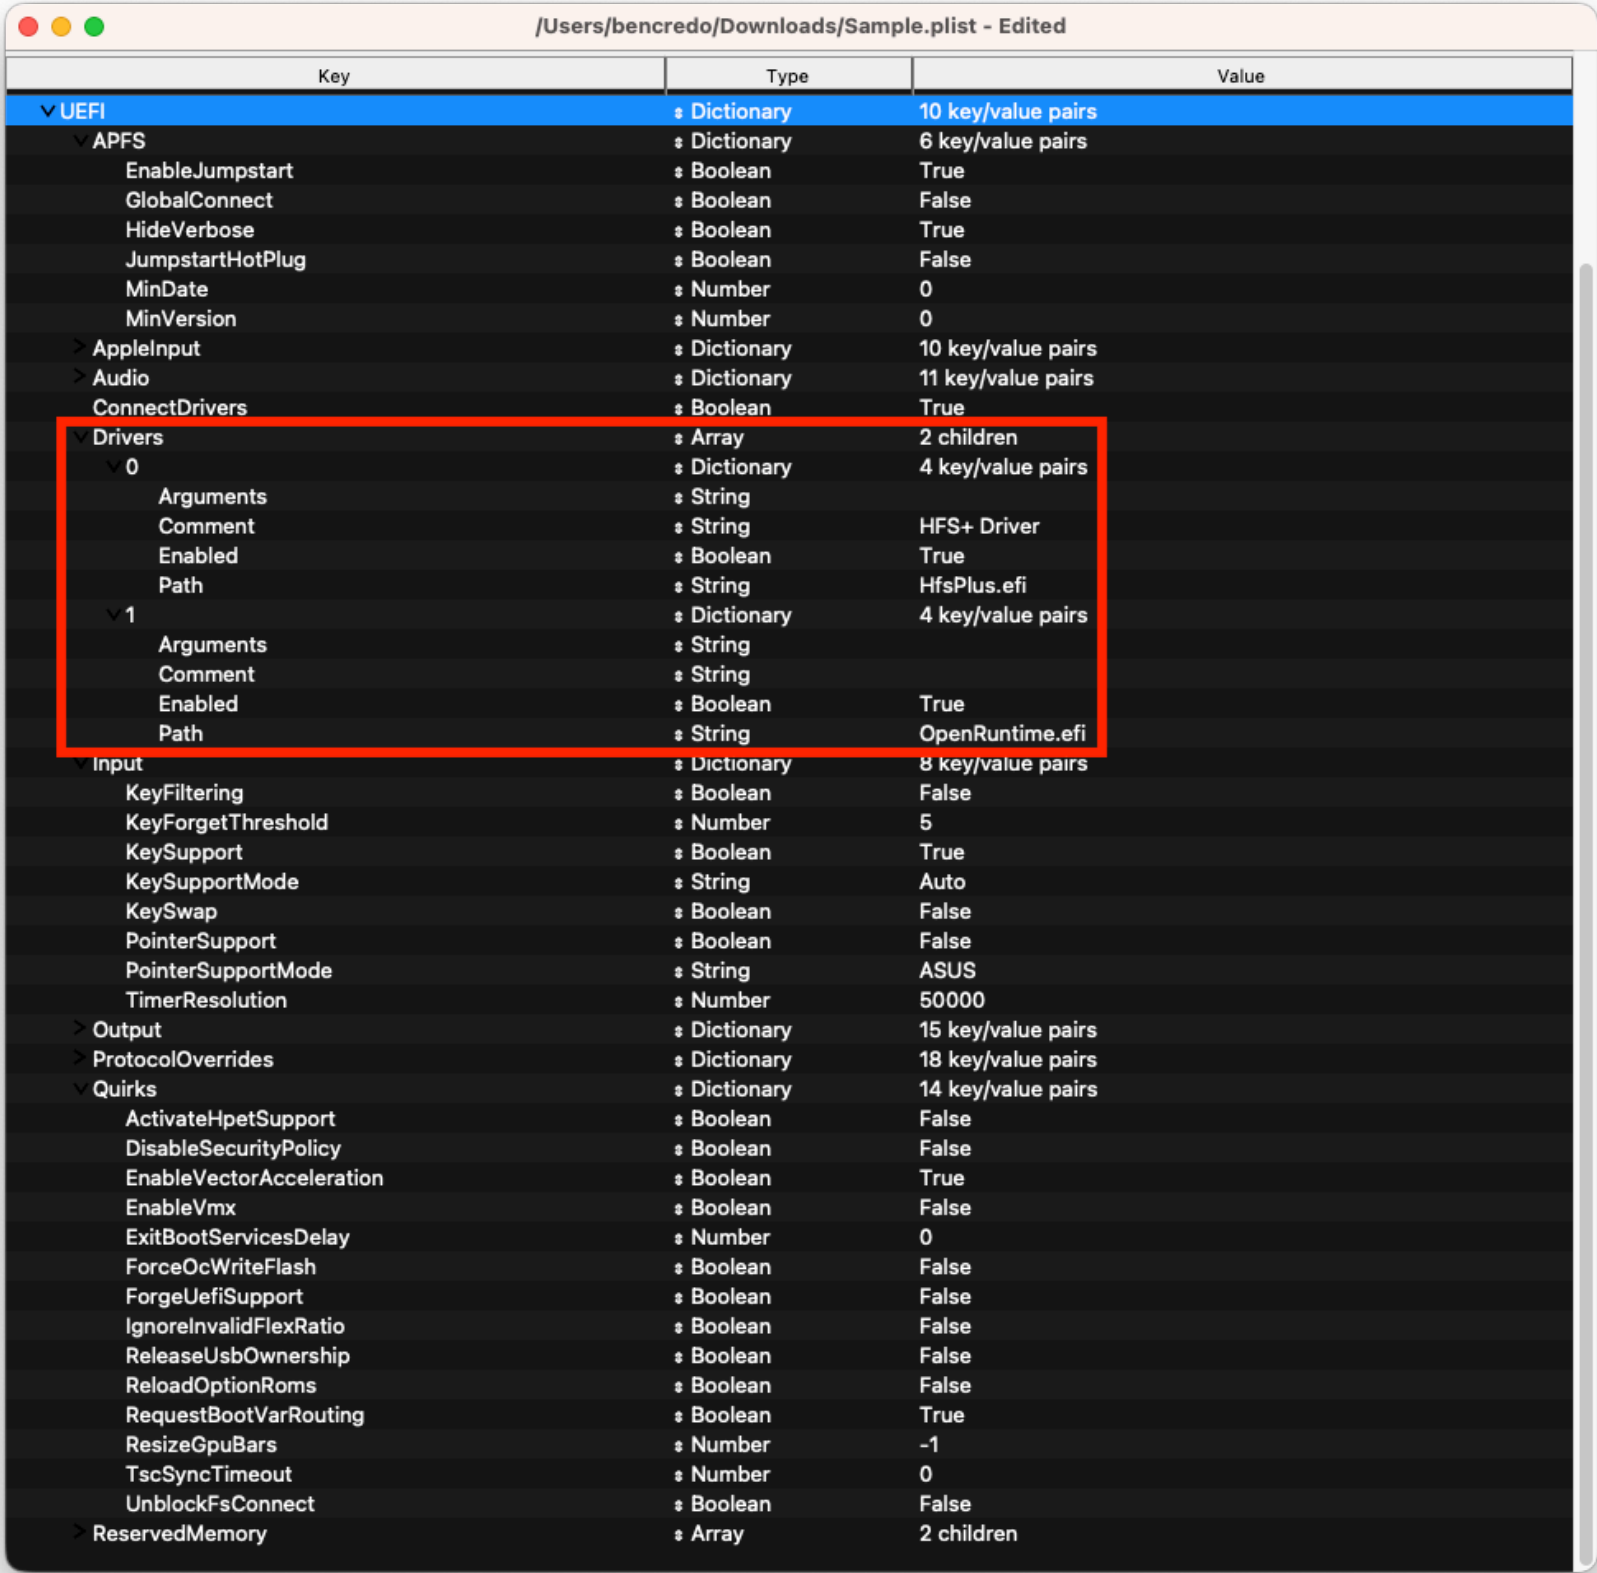 /Users/bencredo/Downloads/Sample.plist - Edited
Key Type Value
UEFI Dictionary 10 key/value pairs
APFS Dictionary 6 key/value pairs
EnableJumpstart Boolean True
GlobalConnect Boolean False
HideVerbose Boolean True
JumpstartHotPlug Boolean False
MinDate Number 0
MinVersion Number 0
AppleInput Dictionary 10 key/value pairs
Audio Dictionary 11 key/value pairs
ConnectDrivers Boolean True
Drivers Array 2 children
0 Dictionary 4 key/value pairs
Arguments String
Comment String HFS+ Driver
Enabled Boolean True
Path String HfsPlus.efi
1 Dictionary 4 key/value pairs
Arguments String
Comment String
Enabled Boolean True
Path String OpenRuntime.efi
Input Dictionary 8 key/value pairs
KeyFiltering Boolean False
KeyForgetThreshold Number 5
KeySupport Boolean True
KeySupportMode String Auto
KeySwap Boolean False
PointerSupport Boolean False
PointerSupportMode String ASUS
TimerResolution Number 50000
Output Dictionary 15 key/value pairs
ProtocolOverrides Dictionary 18 key/value pairs
Quirks Dictionary 14 key/value pairs
ActivateHpetSupport Boolean False
DisableSecurityPolicy Boolean False
EnableVectorAcceleration Boolean True
EnableVmx Boolean False
ExitBootServicesDelay Number 0
ForceOcWriteFlash Boolean False
ForgeUefiSupport Boolean False
IgnoreInvalidFlexRatio Boolean False
ReleaseUsbOwnership Boolean False
ReloadOptionRoms Boolean False
RequestBootVarRouting Boolean True
ResizeGpuBars Number -1
TscSyncTimeout Number 0
UnblockFsConnect Boolean False
ReservedMemory Array 2 children